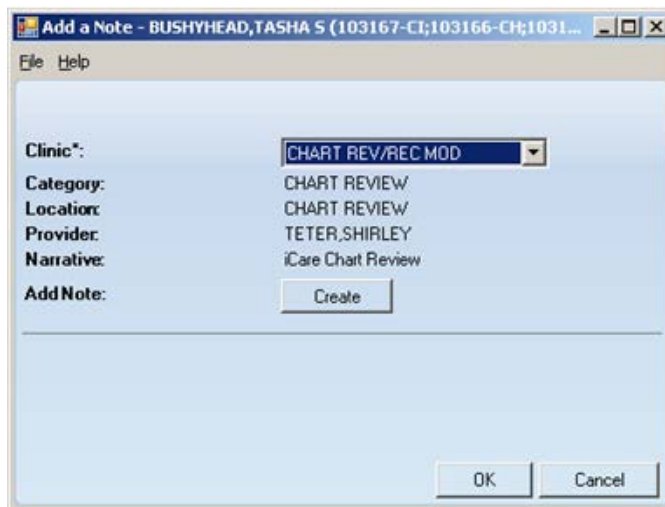 Add a Note - BUSHYHEAD,TASHA S (103167-CI;103166-CH;1031...
File Help
Clinic*: CHART REV/REC MOD
Category: CHART REVIEW
Location: CHART REVIEW
Provider: TETER,SHIRLEY
Narrative: iCare Chart Review
Add Note: Create
OK Cancel